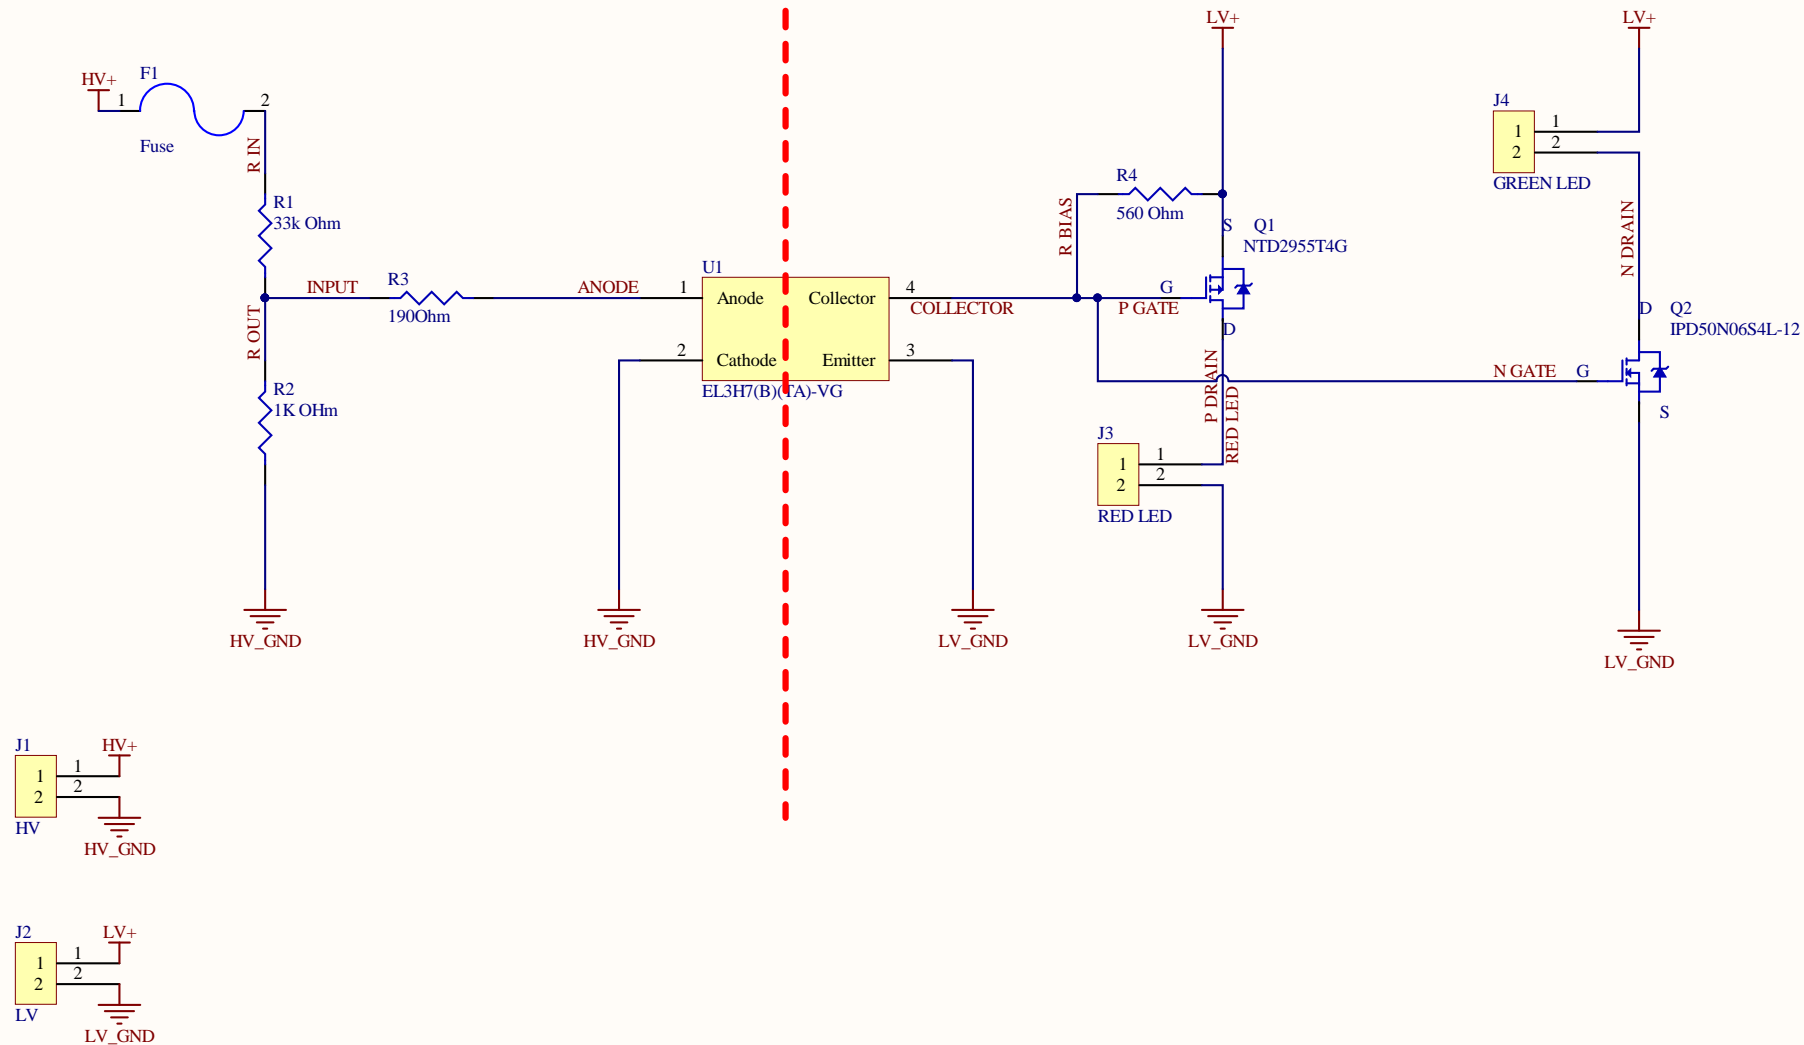 LV+
LV+
HV+
F1
1
2
Fuse
R IN
R1
33k Ohm
INPUT
R3
190Ohm
ANODE
R OUT
R2
1K OHm
HV_GND
HV_GND
U1
1
Anode
Collector
4
COLLECTOR
2
Cathode
Emitter
3
EL3H7(B)(TA)-VG
LV_GND
R4
560 Ohm
R BIAS
S
Q1
NTD2955T4G
G
P GATE
D
P DRAIN
RED LED
J3
1
1
2
2
RED LED
LV_GND
J4
1
1
2
2
GREEN LED
N DRAIN
D
Q2
IPD50N06S4L-12
N GATE
G
S
LV_GND
J1
HV+
1
1
2
2
HV
HV_GND
J2
LV+
1
1
2
2
LV
LV_GND